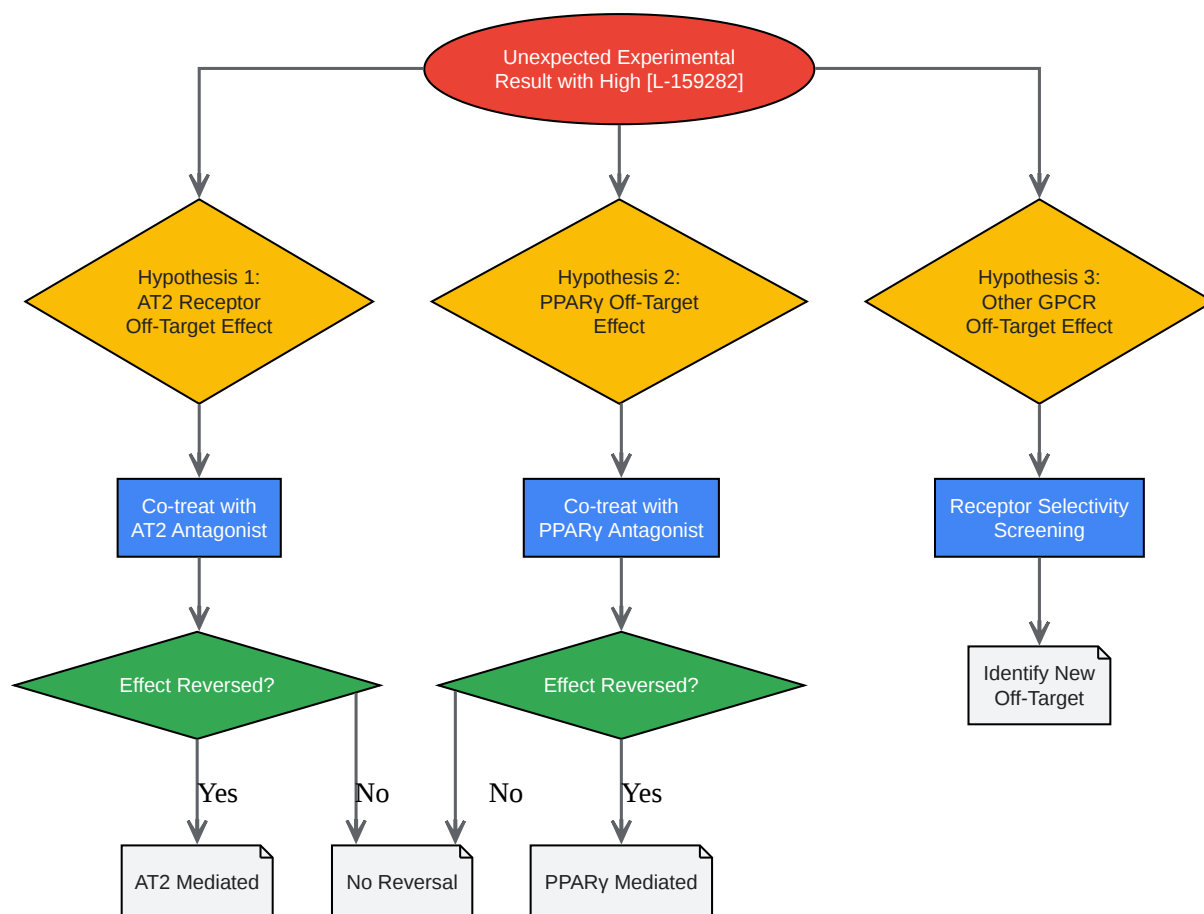 Unexpected Experimental
Result with High [L-159282]
Hypothesis 1:
AT2 Receptor
Off-Target Effect
Hypothesis 2:
PPARγ Off-Target
Effect
Hypothesis 3:
Other GPCR
Off-Target Effect
Co-treat with
AT2 Antagonist
Co-treat with
PPARγ Antagonist
Receptor Selectivity
Screening
Effect Reversed?
Effect Reversed?
Identify New
Off-Target
Yes
No
No
Yes
AT2 Mediated
No Reversal
PPARγ Mediated